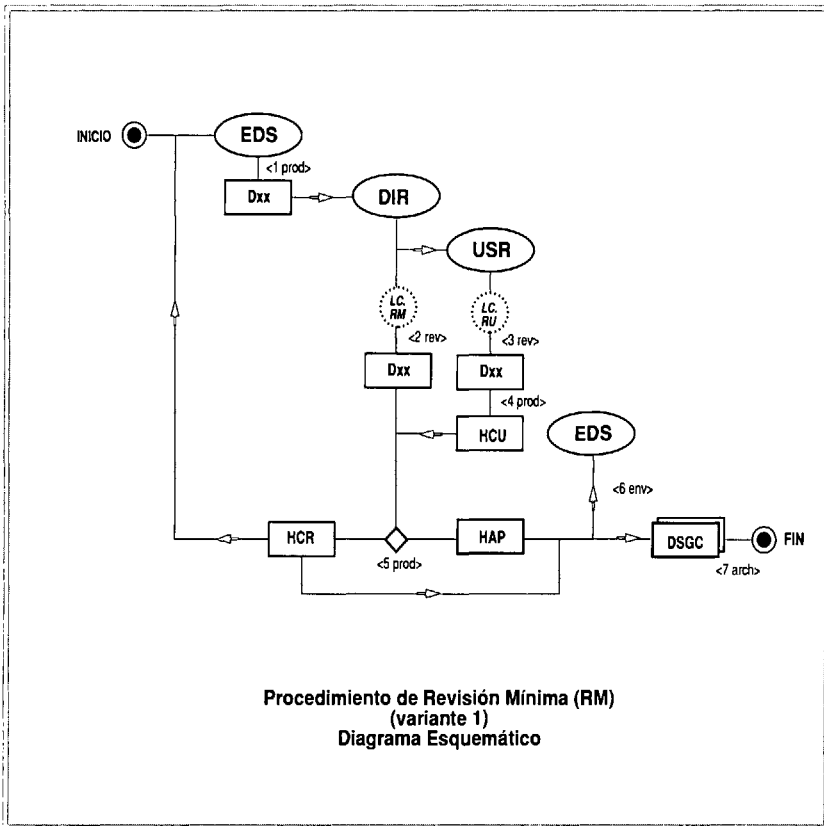 INICIO
EDS
<1 prod>
Dxx
DIR
USR
LC.
RM
LC.
RU
<2 rev>
<3 rev>
Dxx
Dxx
<4 prod>
HCU
EDS
<6 env>
HCR
HAP
DSGC
FIN
<5 prod>
<7 arch>
Procedimiento de Revisión Mínima (RM)
(variante 1)
Diagrama Esquemático